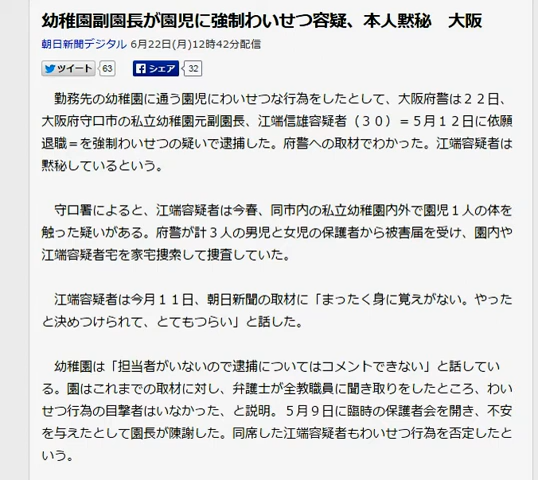 幼稚園副園長が園児に強制わいせつ容疑、本人黙秘　大阪
朝日新聞デジタル 6月22日(月)12時42分配信
ツイート 63 シェア 32
　勤務先の幼稚園に通う園児にわいせつな行為をしたとして、大阪府警は２２日、
大阪府守口市の私立幼稚園元副園長、江端信雄容疑者（３０）＝５月１２日に依願
退職＝を強制わいせつの疑いで逮捕した。府警への取材でわかった。江端容疑者は
黙秘しているという。
　守口署によると、江端容疑者は今春、同市内の私立幼稚園内外で園児１人の体を
触った疑いがある。府警が計３人の男児と女児の保護者から被害届を受け、園内や
江端容疑者宅を家宅捜索して捜査していた。
　江端容疑者は今月１１日、朝日新聞の取材に「まったく身に覚えがない。やった
と決めつけられて、とてもつらい」と話した。
　幼稚園は「担当者がいないので逮捕についてはコメントできない」と話してい
る。園はこれまでの取材に対し、弁護士が全教職員に聞き取りをしたところ、わい
せつ行為の目撃者はいなかった、と説明。５月９日に臨時の保護者会を開き、不安
を与えたとして園長が陳謝した。同席した江端容疑者もわいせつ行為を否定したと
いう。